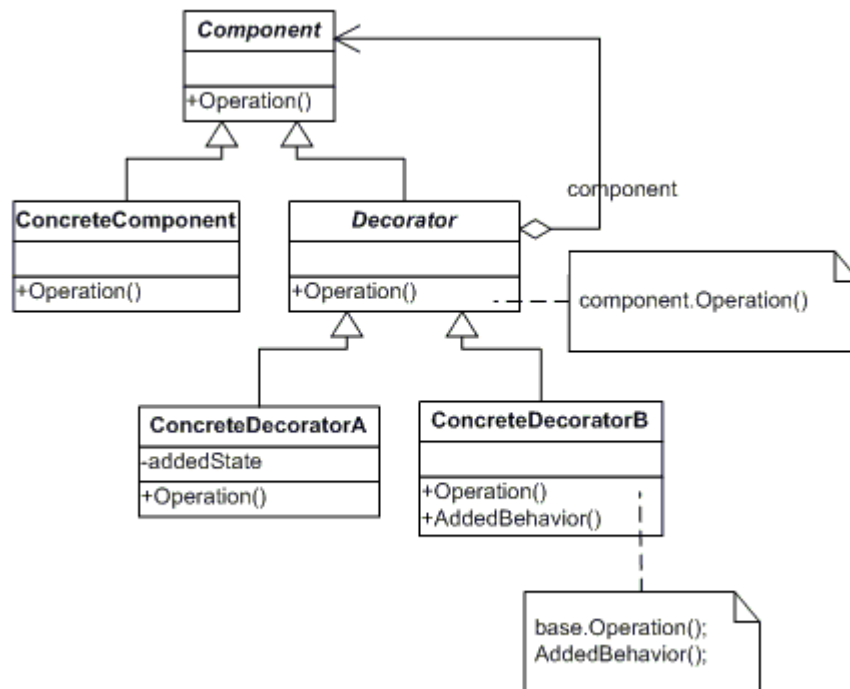 Component
+Operation()
component
ConcreteComponent
+Operation()
Decorator
+Operation()
component.Operation()
ConcreteDecoratorA
-addedState
+Operation()
ConcreteDecoratorB
+Operation()
+AddedBehavior()
base.Operation();
AddedBehavior();